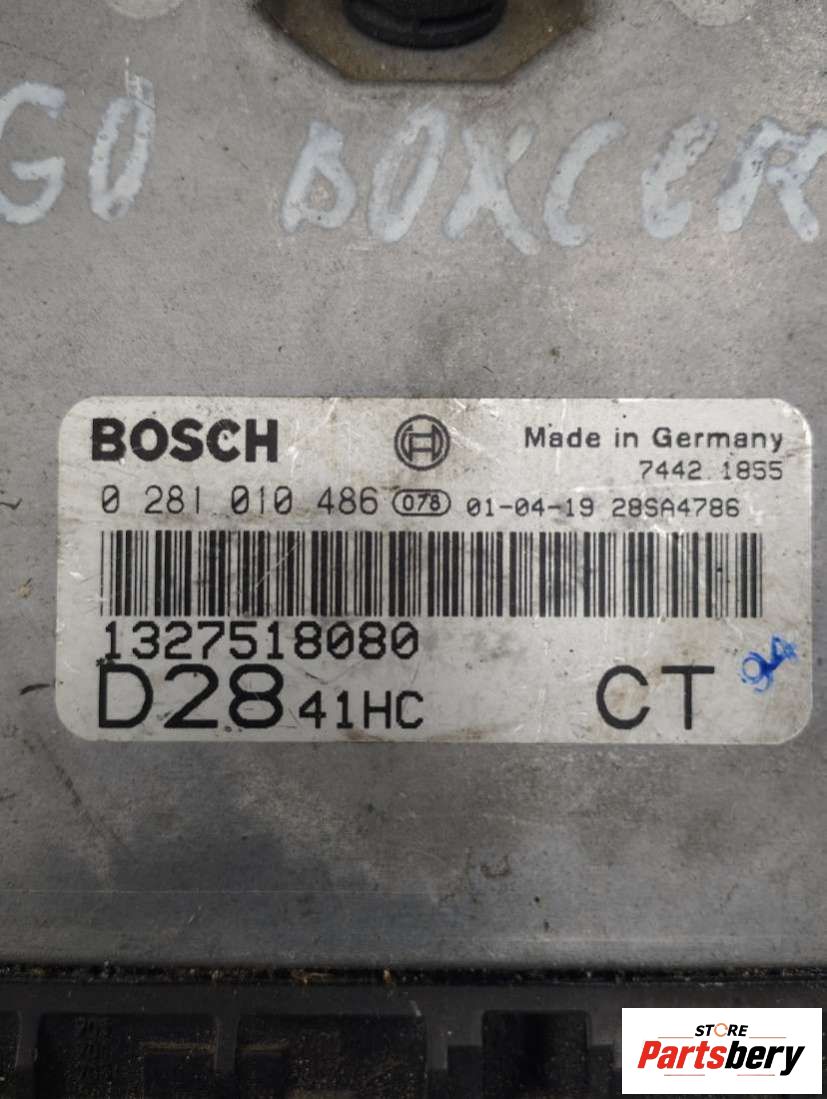 GO BOXCER
BOSCH
Made in Germany
7442 1855
0 281 010 486 078 01-04-19 28SA4786
1327518080
D28 41HC CT
94
STORE
Partsbery